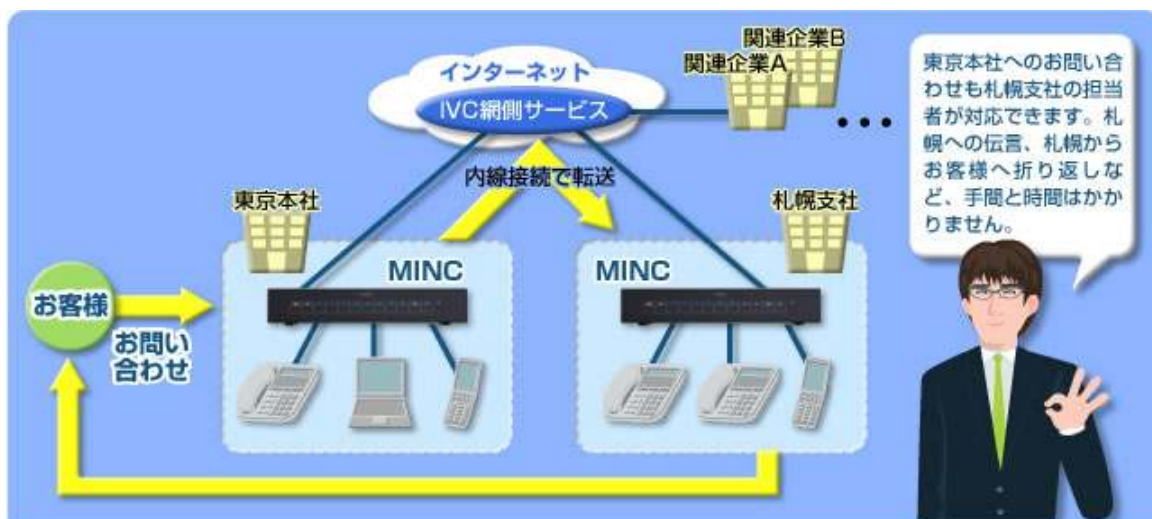 関連企業B
関連企業A
インターネット
IVC網側サービス
内線接続で転送
東京本社
札幌支社
MINC
MINC
お客様
お問い
合わせ
東京本社へのお問い合
わせも札幌支社の担当
者が対応できます。札
幌への伝言、札幌から
お客様へ折り返しな
ど、手間と時間はかか
りません。